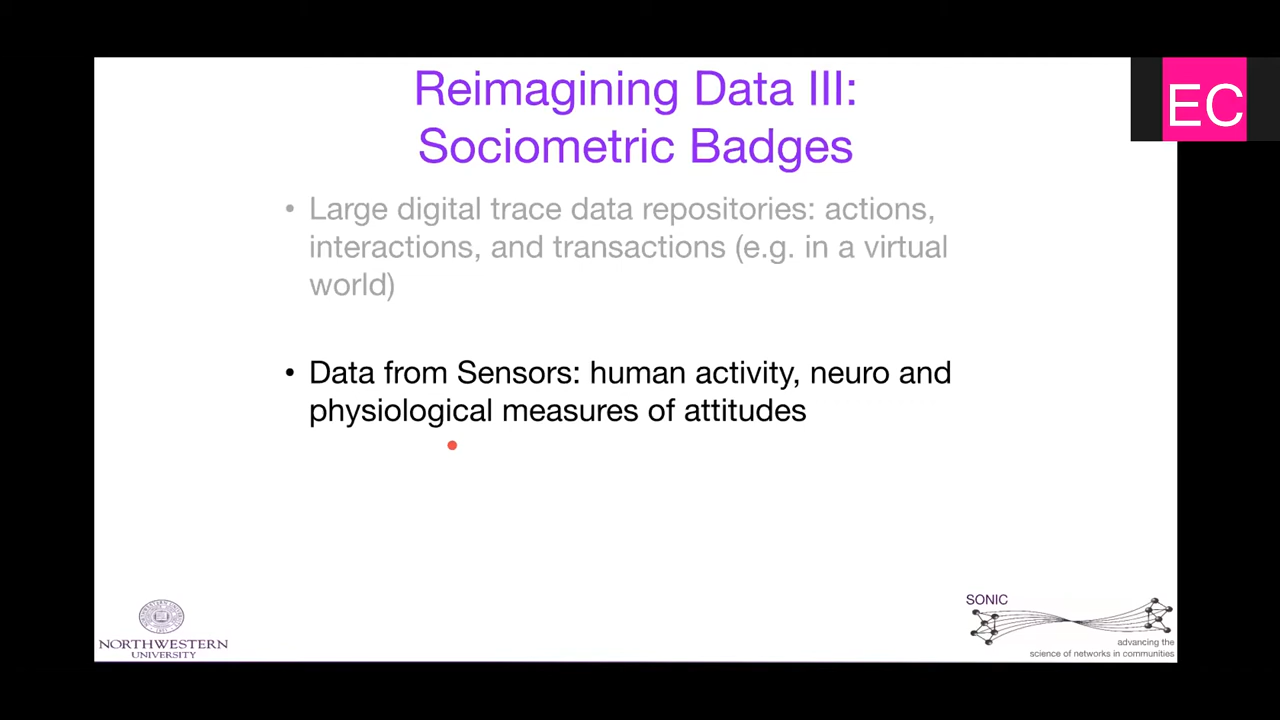 Reimagining Data III:
Sociometric Badges
EC
• Large digital trace data repositories: actions,
interactions, and transactions (e.g. in a virtual
world)
• Data from Sensors: human activity, neuro and
physiological measures of attitudes
NORTHWESTERN
UNIVERSITY
SONIC
advancing the
science of networks in communities